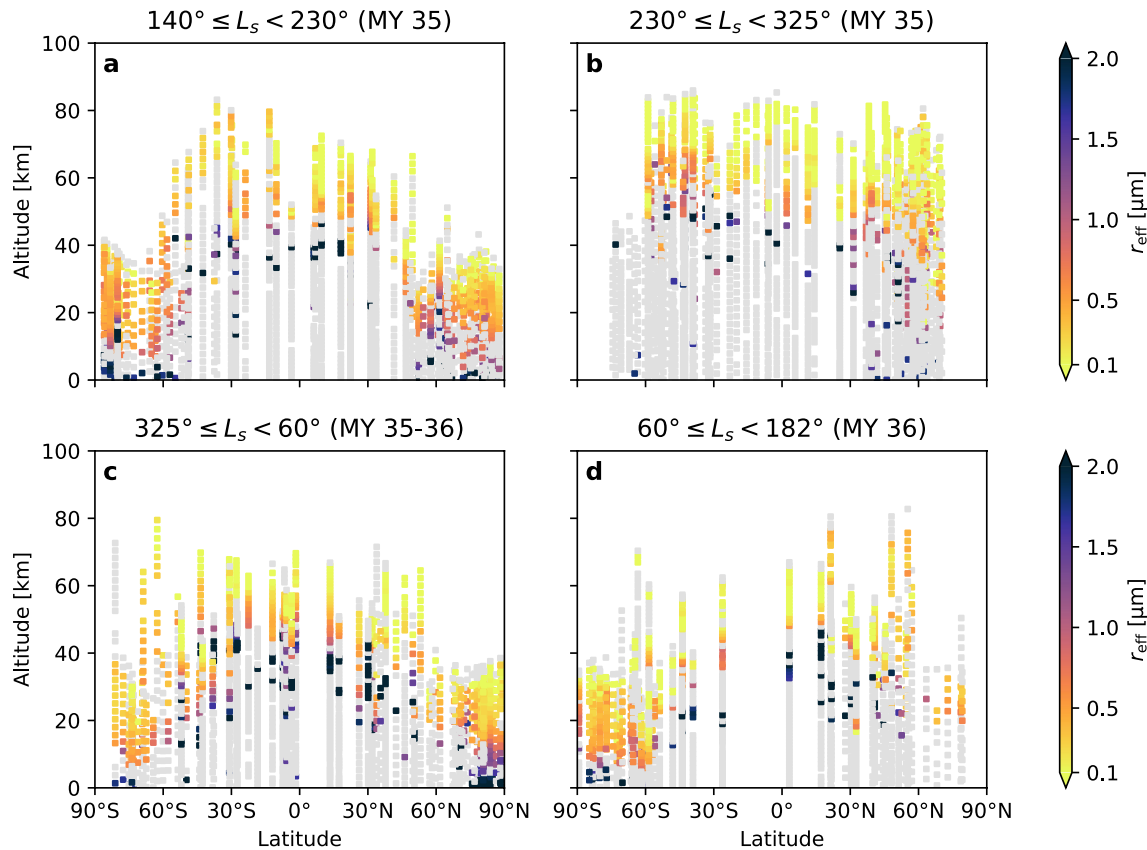 140° ≤ Ls < 230° (MY 35)
230° ≤ Ls < 325° (MY 35)
100
80
60
40
20
0
Altitude [km]
a
b
2.0
1.5
1.0
0.5
0.1
reff [µm]
325° ≤ Ls < 60° (MY 35-36)
60° ≤ Ls < 182° (MY 36)
100
80
60
40
20
0
Altitude [km]
c
d
90°S 60°S 30°S 0° 30°N 60°N 90°N
Latitude
90°S 60°S 30°S 0° 30°N 60°N 90°N
Latitude
2.0
1.5
1.0
0.5
0.1
reff [µm]